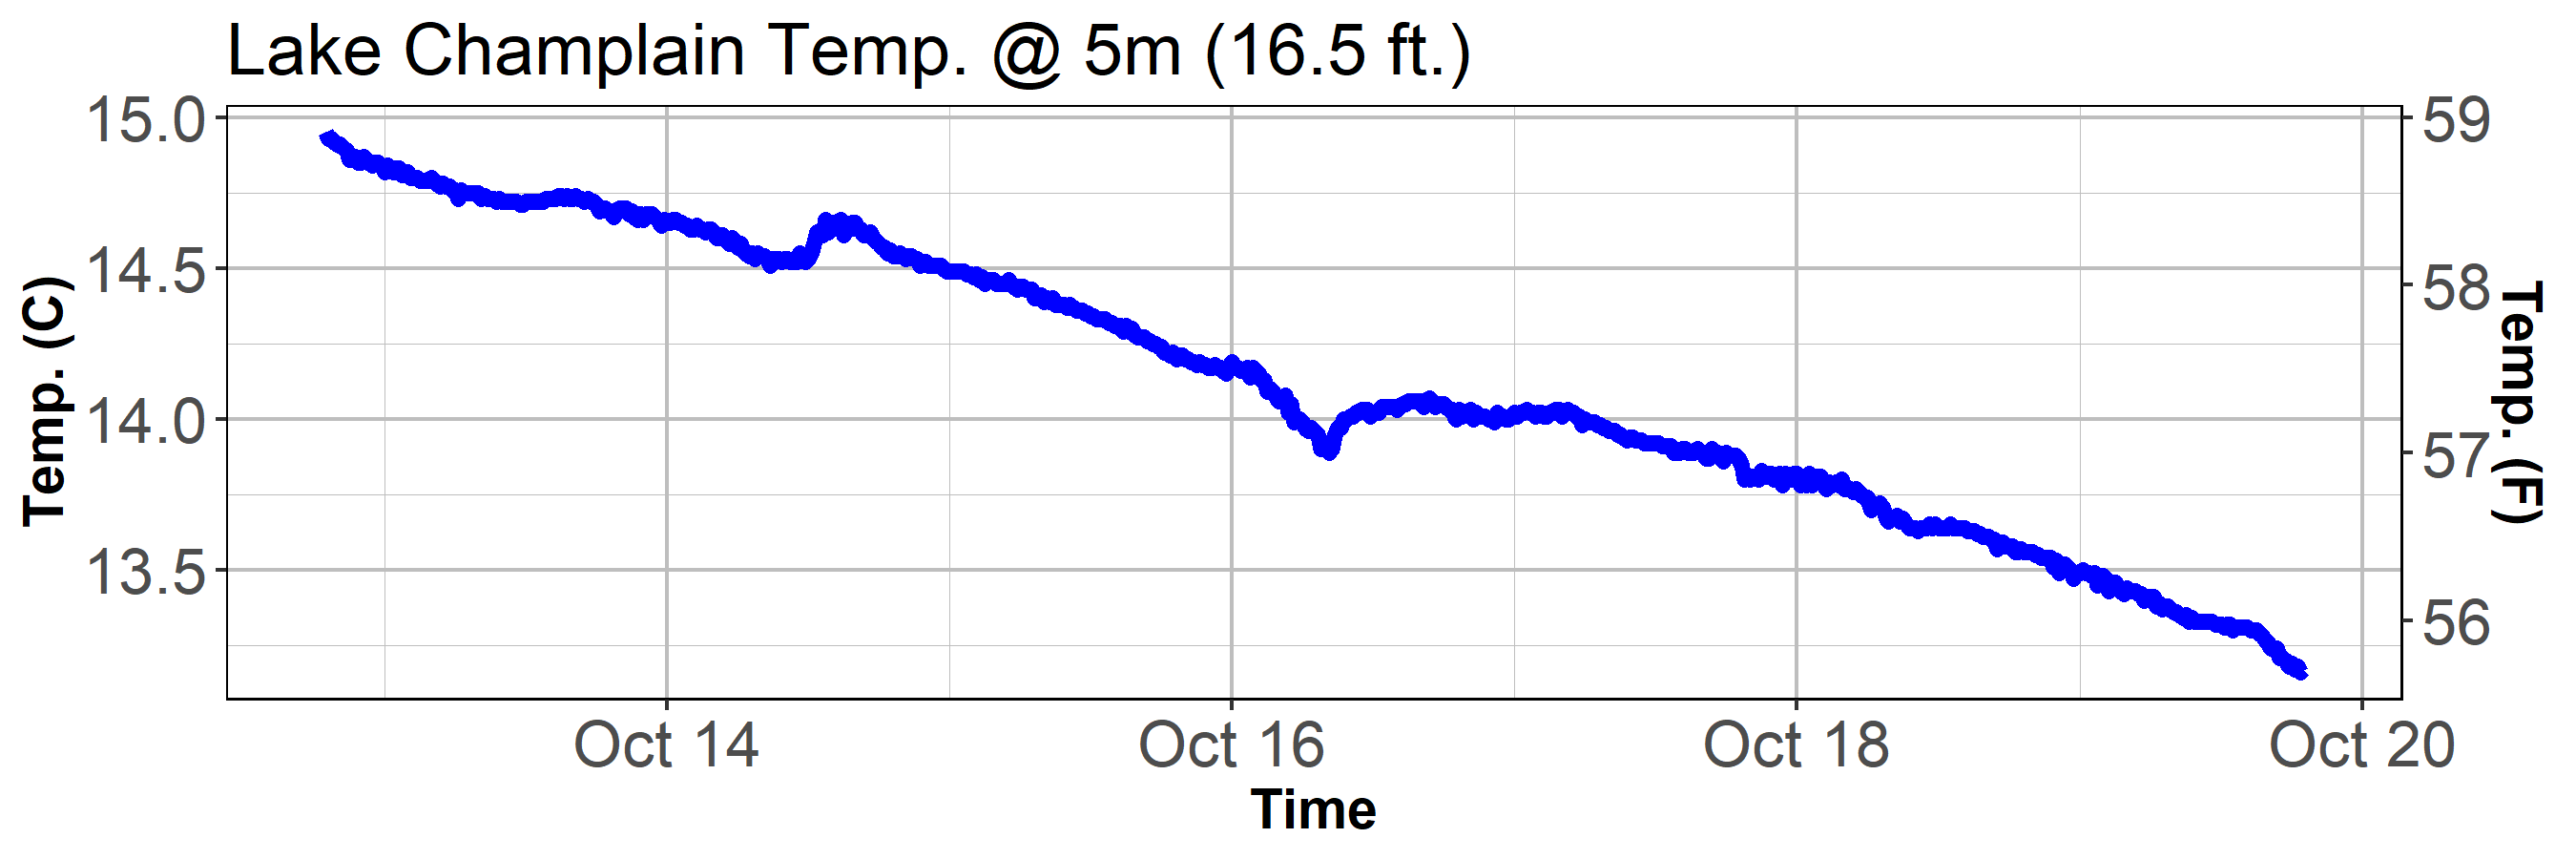 Lake Champlain Temp. @ 5m (16.5 ft.)
15.0
14.5
14.0
13.5
Temp. (C)
59
58
57
56
Temp. (F)
Oct 14 Oct 16 Oct 18 Oct 20
Time